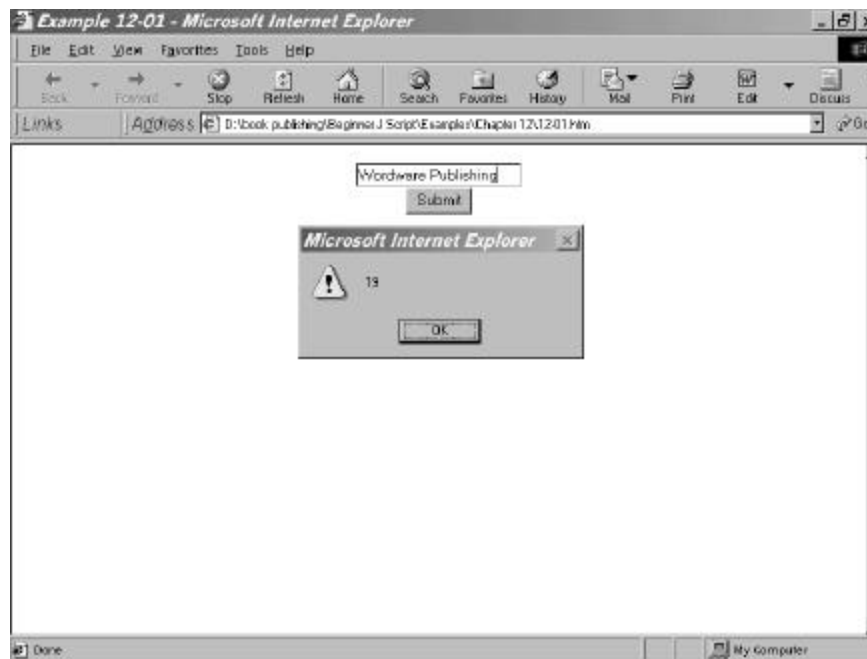 Example 12-01 - Microsoft Internet Explorer
File Edit View Favorites Tools Help
Back Forward Stop Refresh Home Search Favorites History Mail Print Edit Discuss
Links Address D:\book publishing\Beginner J Script\Examples\Chapter 12\12-01.htm Go
Wordware Publishing
Submit
Microsoft Internet Explorer
19
OK
Done My Computer